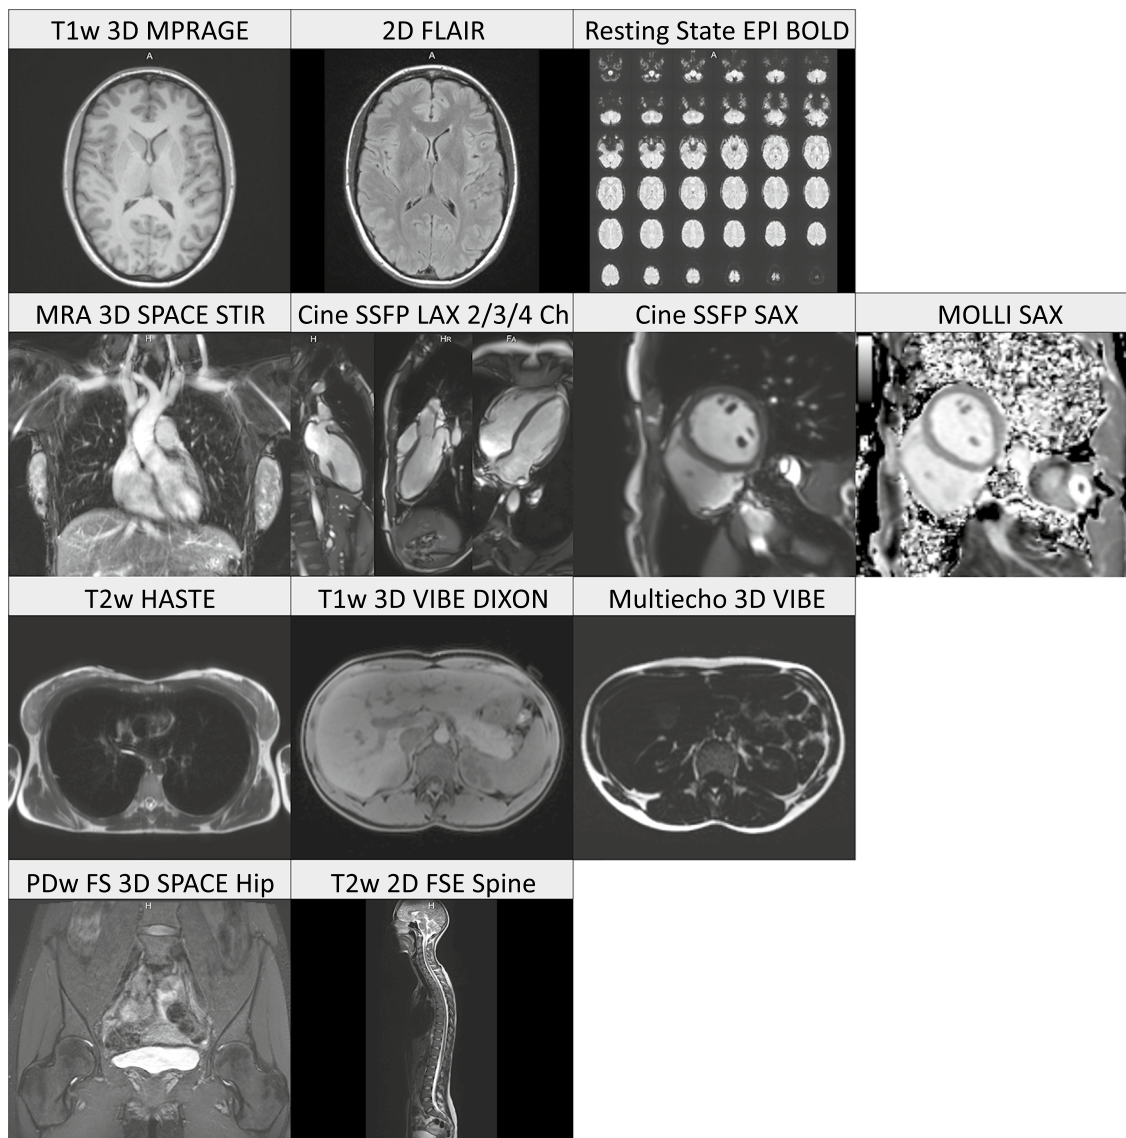 T1w 3D MPRAGE
2D FLAIR
Resting State EPI BOLD
A
A
A
MRA 3D SPACE STIR
Cine SSFP LAX 2/3/4 Ch
Cine SSFP SAX
MOLLI SAX
H
H
HR
FA
T2w HASTE
T1w 3D VIBE DIXON
Multiecho 3D VIBE
PDw FS 3D SPACE Hip
T2w 2D FSE Spine
H
H